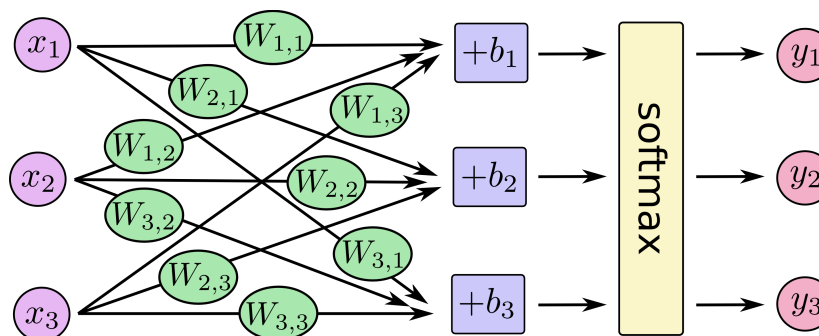 x₁ W₁,₁ +b₁ y₁
W₂,₁
W₁,₃
W₁,₂
x₂ W₂,₂ +b₂ softmax y₂
W₃,₂
W₃,₁
W₂,₃
x₃ W₃,₃ +b₃ y₃